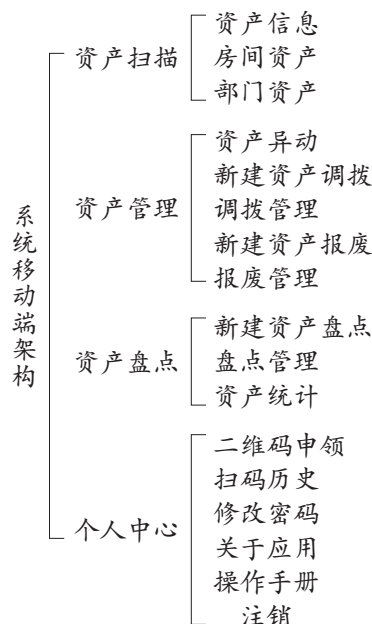 系统移动端架构
资产扫描
资产信息
房间资产
部门资产
资产管理
资产异动
新建资产调拨
调拨管理
新建资产报废
报废管理
资产盘点
新建资产盘点
盘点管理
资产统计
个人中心
二维码申领
扫码历史
修改密码
关于应用
操作手册
注销